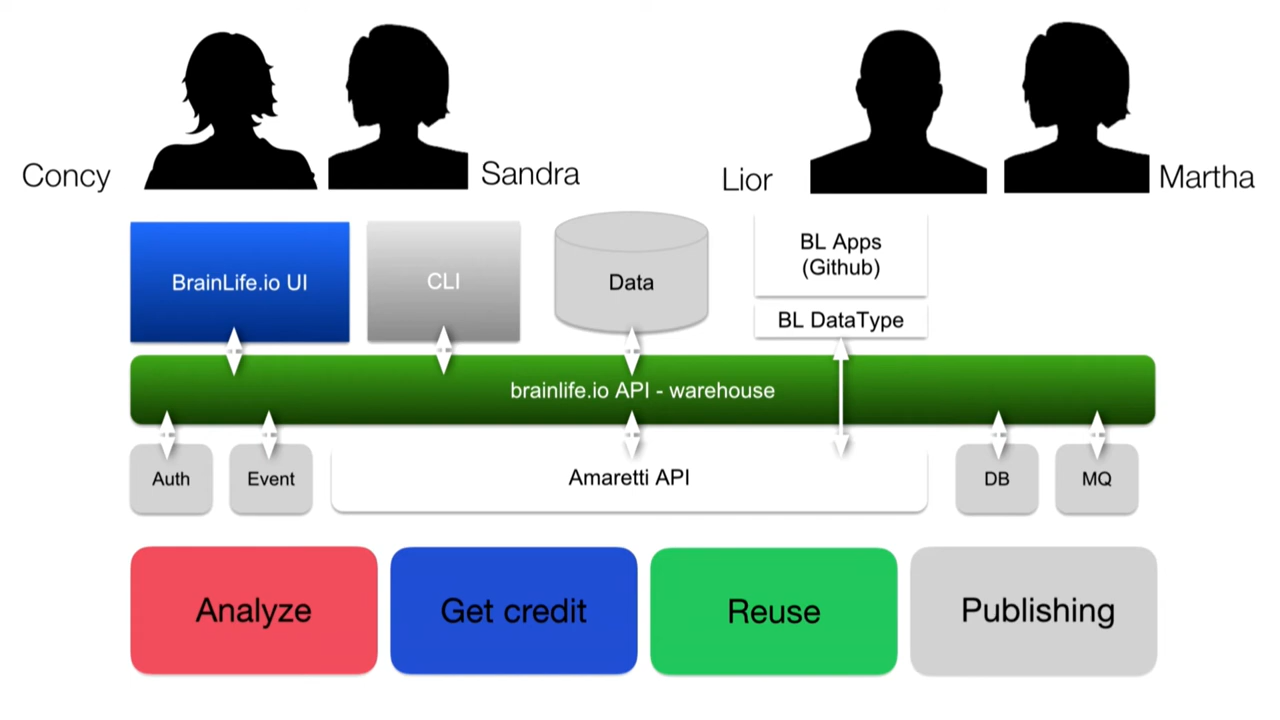 Concy
Sandra
Lior
Martha
BrainLife.io UI
CLI
Data
BL Apps
(Github)
BL DataType
brainlife.io API - warehouse
Auth
Event
Amaretti API
DB
MQ
Analyze
Get credit
Reuse
Publishing